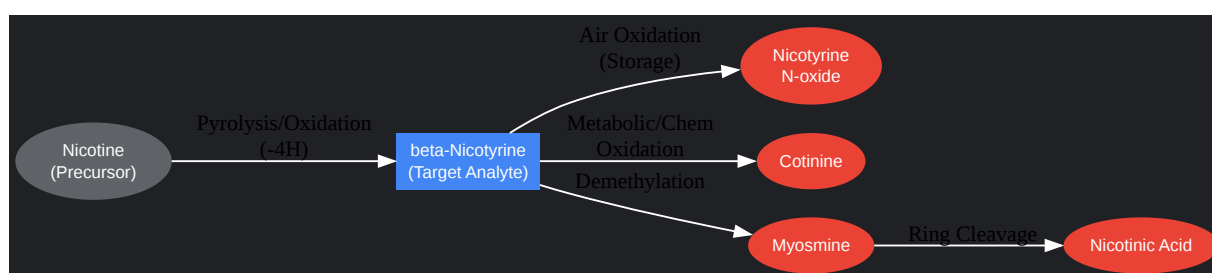 Nicotine
(Precursor)
Pyrolysis/Oxidation
(-4H)
beta-Nicotyrine
(Target Analyte)
Air Oxidation
(Storage)
Nicotyrine
N-oxide
Metabolic/Chem
Oxidation
Cotinine
Demethylation
Myosmine
Ring Cleavage
Nicotinic Acid